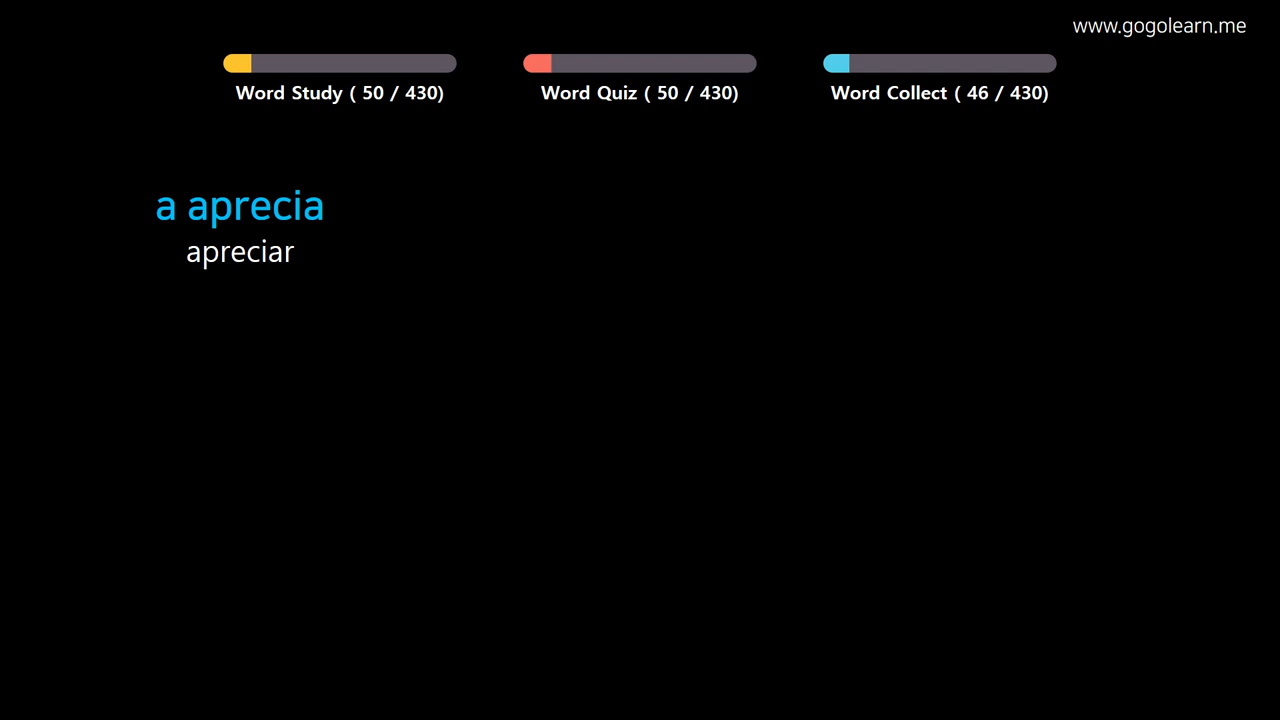 www.gogolearn.me
Word Study ( 50 / 430)
Word Quiz ( 50 / 430)
Word Collect ( 46 / 430)
a aprecia
apreciar